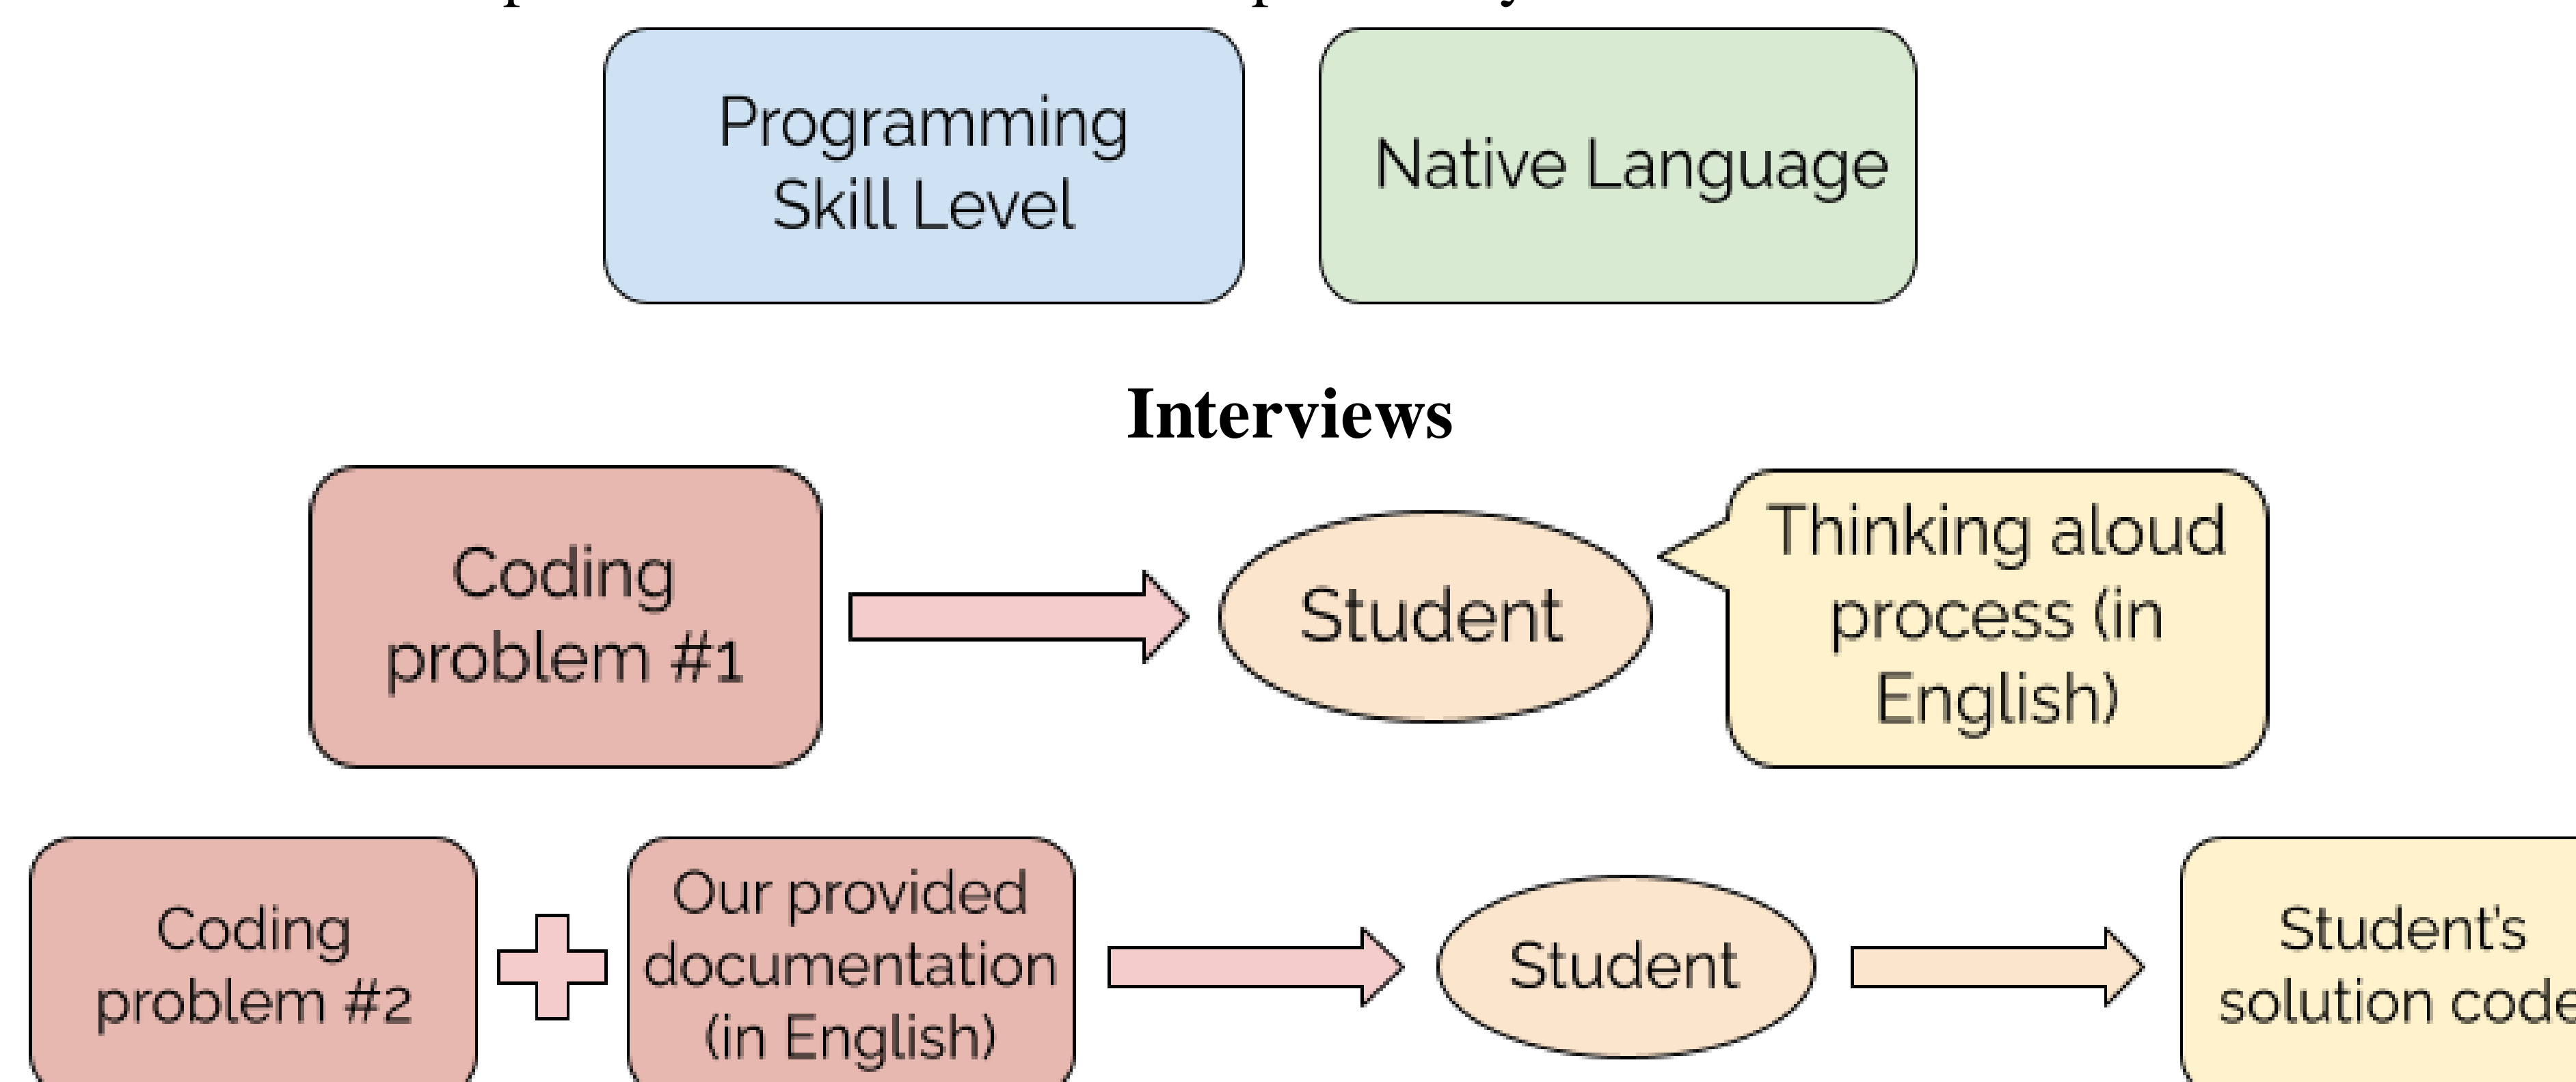 Programming
Skill Level
Native Language
Interviews
Coding
problem #1
Student
Thinking aloud
process (in
English)
Coding
problem #2
Our provided
documentation
(in English)
Student
Student's
solution code